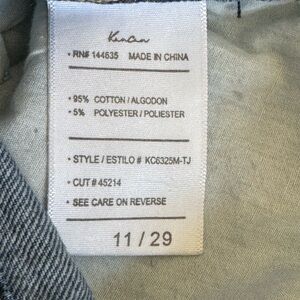 KanCan
• RN# 144635 MADE IN CHINA
• 95% COTTON / ALGODON
• 5% POLYESTER / POLIESTER
• STYLE / ESTILO # KC6325M-TJ
• CUT # 45214
• SEE CARE ON REVERSE
11 / 29